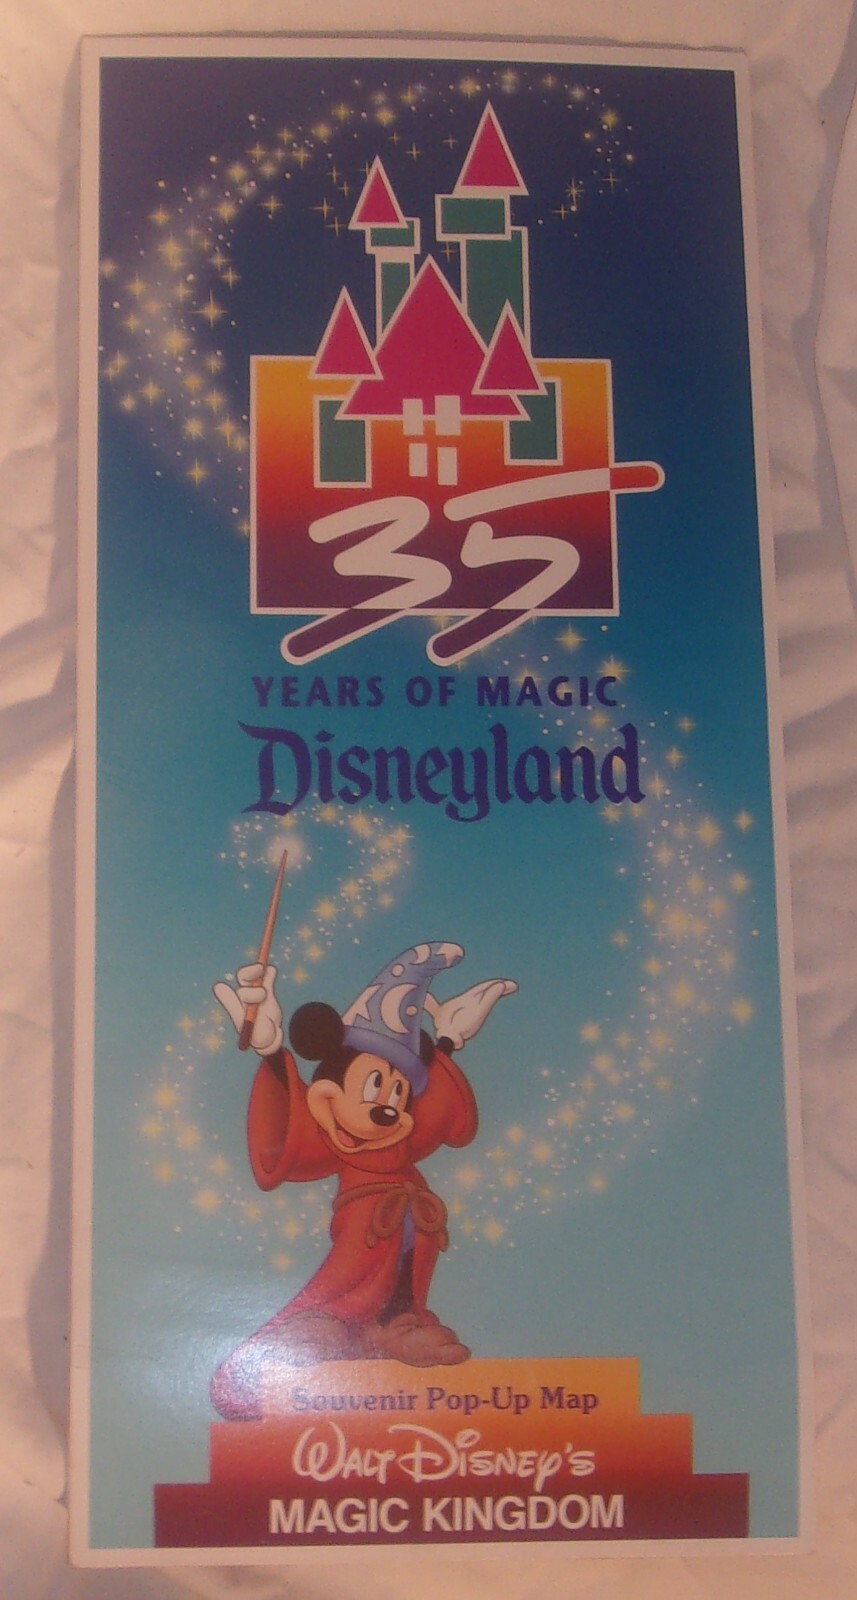 35
YEARS OF MAGIC
Disneyland
Souvenir Pop-Up Map
WALT DISNEY'S
MAGIC KINGDOM